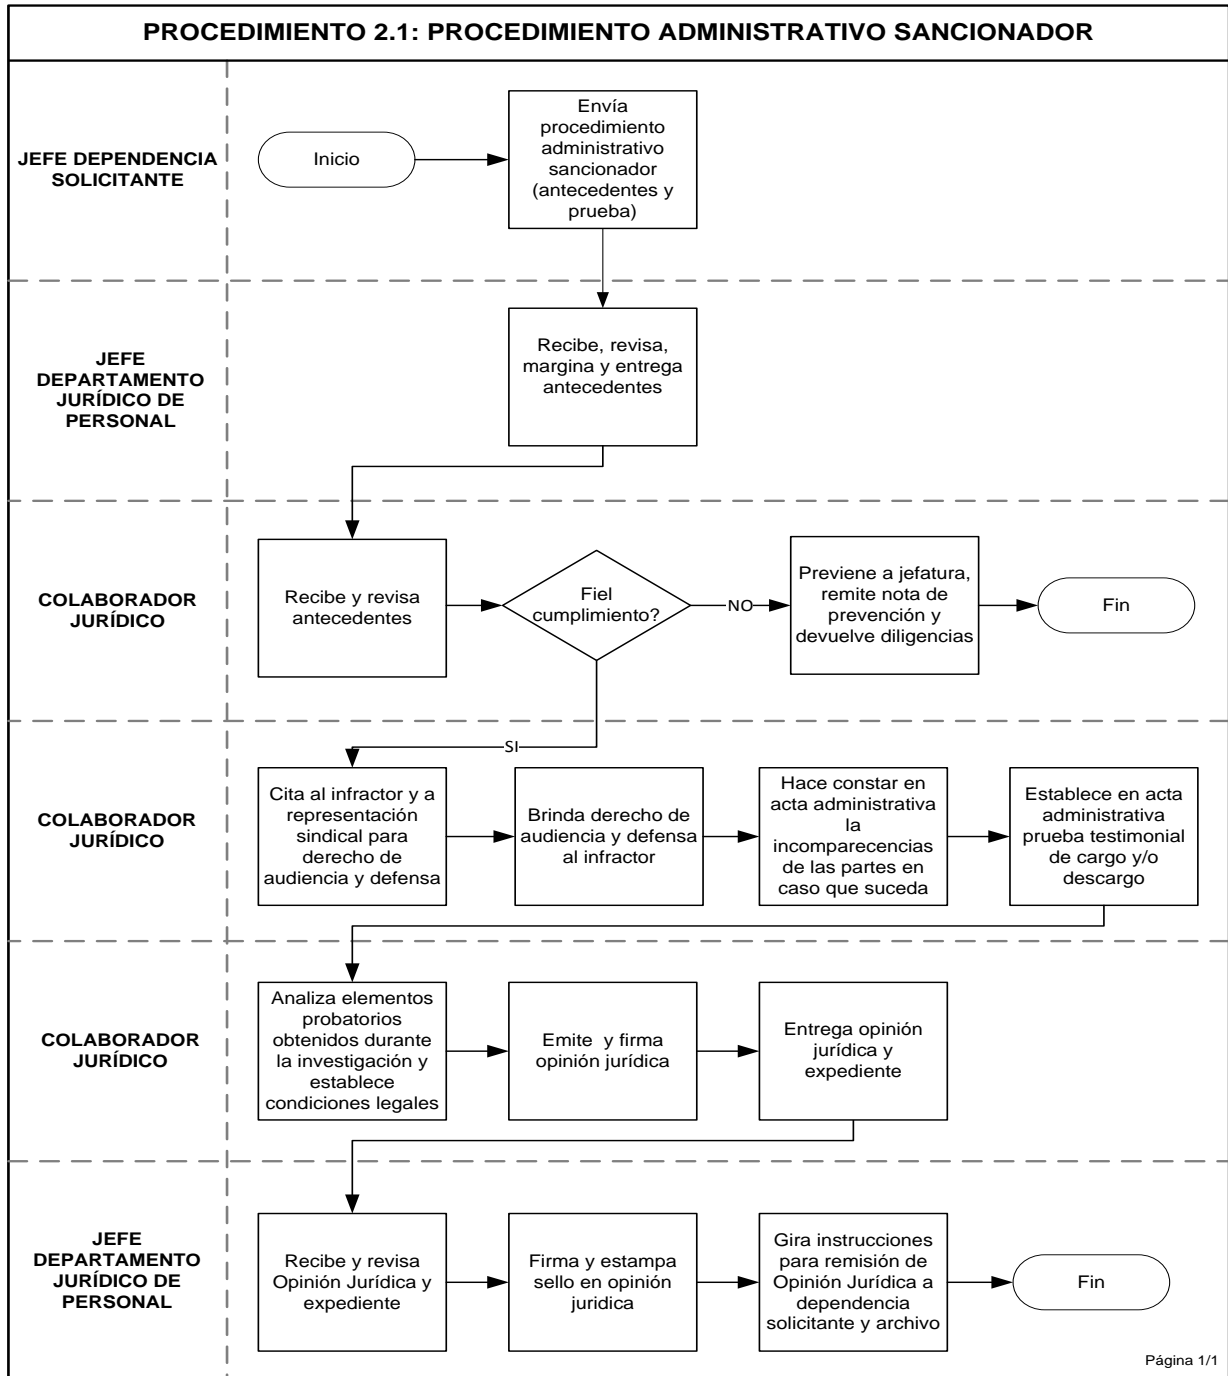 PROCEDIMIENTO 2.1: PROCEDIMIENTO ADMINISTRATIVO SANCIONADOR
JEFE DEPENDENCIA
SOLICITANTE
Inicio
Envía
procedimiento
administrativo
sancionador
(antecedentes y
prueba)
JEFE
DEPARTAMENTO
JURÍDICO DE
PERSONAL
Recibe, revisa,
margina y entrega
antecedentes
COLABORADOR
JURÍDICO
Recibe y revisa
antecedentes
Fiel
cumplimiento?
NO
Previene a jefatura,
remite nota de
prevención y
devuelve diligencias
Fin
SI
COLABORADOR
JURÍDICO
Cita al infractor y a
representación
sindical para
derecho de
audiencia y defensa
Brinda derecho de
audiencia y defensa
al infractor
Hace constar en
acta administrativa
la
incomparecencias
de las partes en
caso que suceda
Establece en acta
administrativa
prueba testimonial
de cargo y/o
descargo
COLABORADOR
JURÍDICO
Analiza elementos
probatorios
obtenidos durante
la investigación y
establece
condiciones legales
Emite  y firma
opinión jurídica
Entrega opinión
jurídica y
expediente
JEFE
DEPARTAMENTO
JURÍDICO DE
PERSONAL
Recibe y revisa
Opinión Jurídica y
expediente
Firma y estampa
sello en opinión
juridica
Gira instrucciones
para remisión de
Opinión Jurídica a
dependencia
solicitante y archivo
Fin
Página 1/1